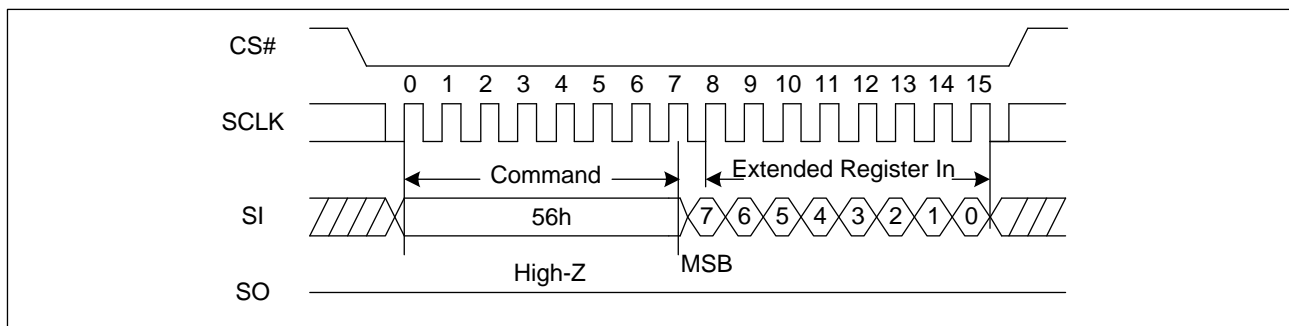 CS#
0 1 2 3 4 5 6 7 8 9 10 11 12 13 14 15
SCLK
Command Extended Register In
SI 56h 7 6 5 4 3 2 1 0
High-Z MSB
SO